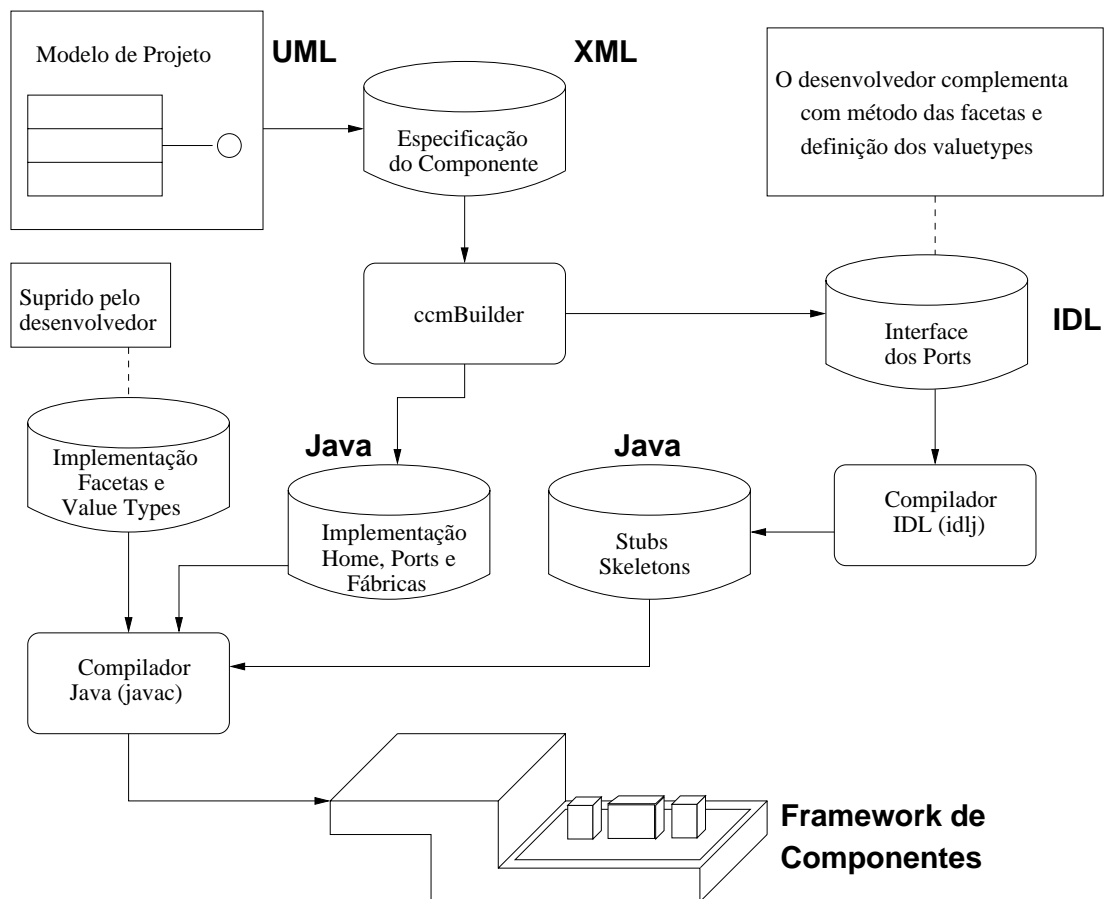 Modelo de Projeto
UML
XML
Especificação
do Componente
O desenvolvedor complementa
com método das facetas e
definição dos valuetypes
Suprido pelo
desenvolvedor
ccmBuilder
Interface
dos Ports
IDL
Implementação
Facetas e
Value Types
Java
Implementação
Home, Ports e
Fábricas
Java
Stubs
Skeletons
Compilador
IDL (idlj)
Compilador
Java (javac)
Framework de
Componentes